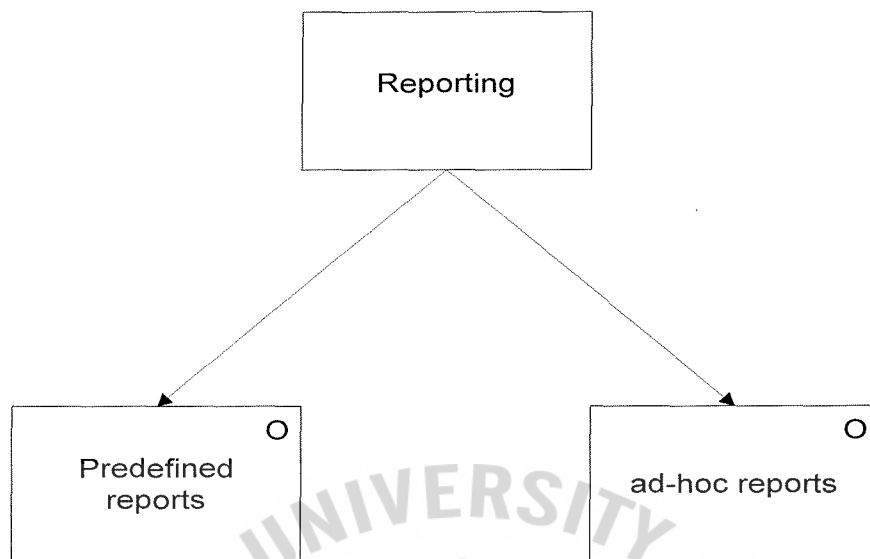 Reporting
O
Predefined
reports
O
ad-hoc reports
UNIVERSITY